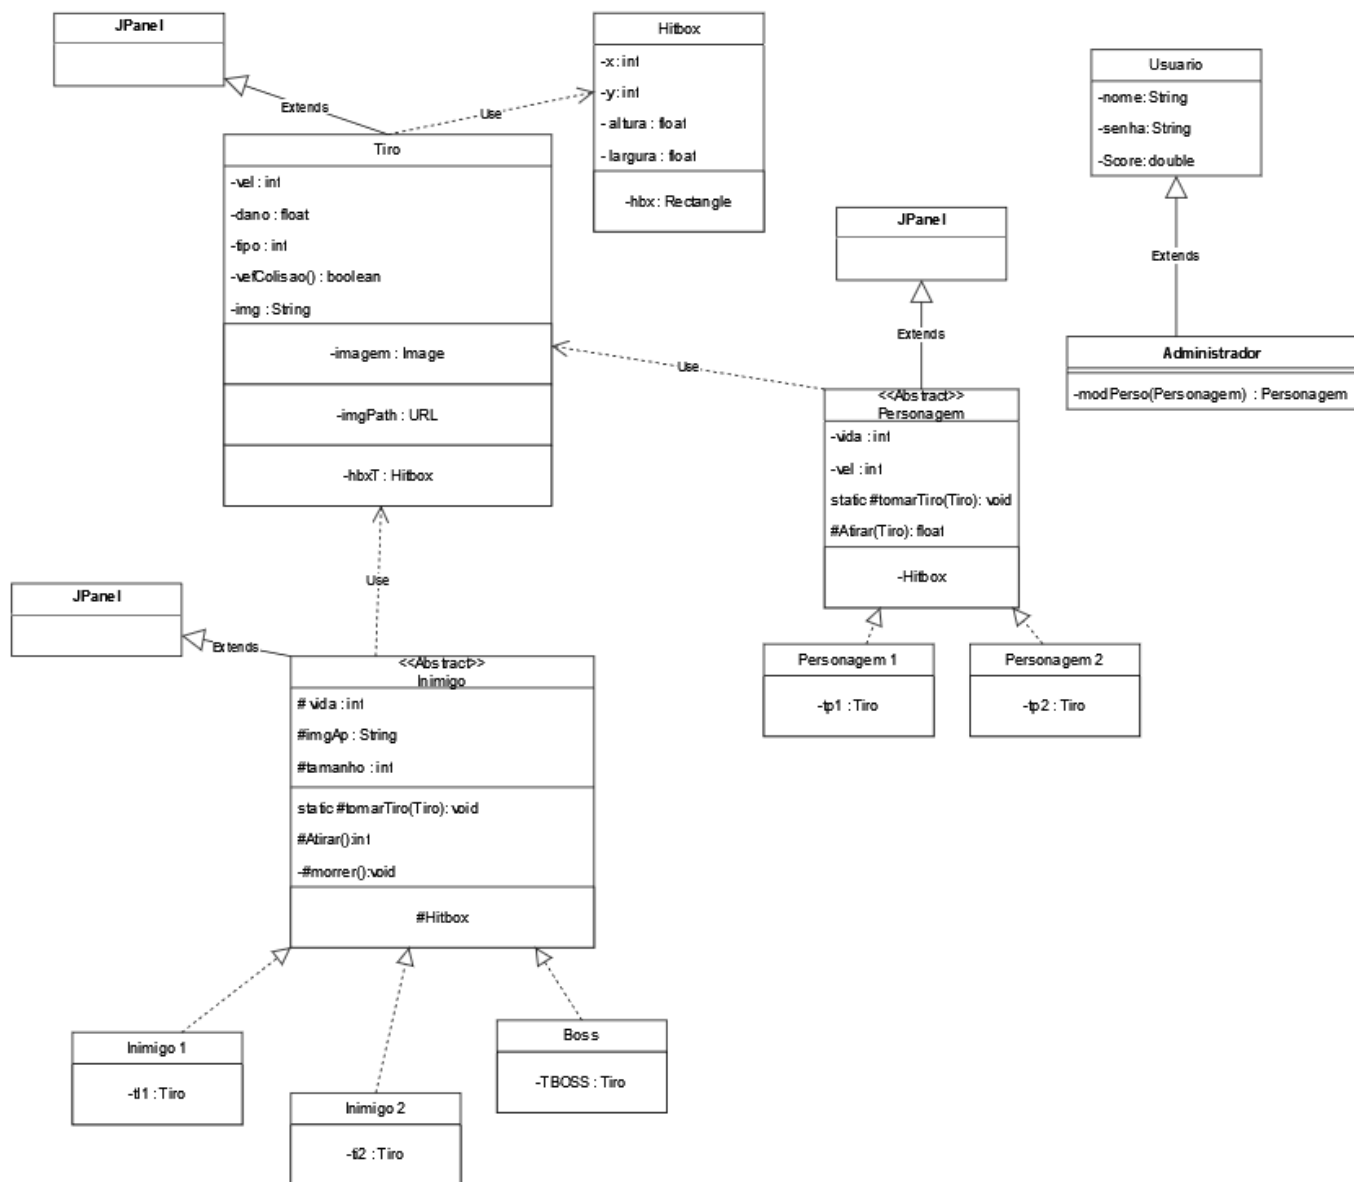 JPanel
Extends
Use
Hitbox
-x: int
-y: int
- altura : float
- largura : float
-hbx : Rectangle
Usuario
-nome: String
-senha: String
-Score: double
Extends
Administrador
-modPerso(Personagem) : Personagem
Tiro
-vel : int
-dano : float
-tipo : int
-vefColisao() : boolean
-img : String
-imagem : Image
-imgPath : URL
-hbxT : Hitbox
JPanel
Extends
Use
<<Abstract>>
Personagem
-vida : int
-vel : int
static #tomarTiro(Tiro): void
#Atirar(Tiro): float
-Hitbox
Personagem 1
-tp1 : Tiro
Personagem 2
-tp2 : Tiro
Use
JPanel
Extends
<<Abstract>>
Inimigo
# vida : int
#imgAp : String
#tamanho : int
static #tomarTiro(Tiro): void
#Atirar():int
-#morrer():void
#Hitbox
Inimigo 1
-tI1 : Tiro
Inimigo 2
-ti2 : Tiro
Boss
-TBOSS : Tiro